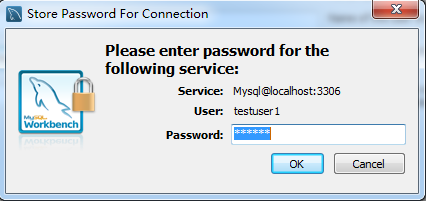 Store Password For Connection
Please enter password for the
following service:
Service: Mysql@localhost:3306
User: testuser1
Password: ******
MySQL
Workbench
OK Cancel